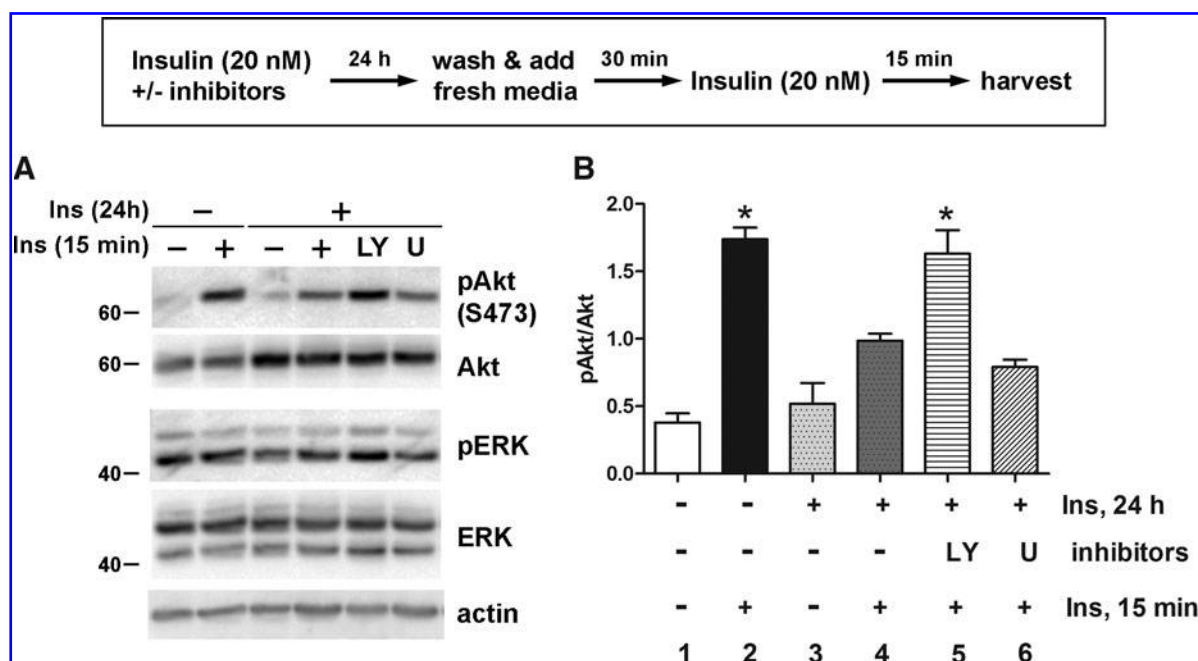 Insulin (20 nM) +/- inhibitors
24 h
wash & add fresh media
30 min
Insulin (20 nM)
15 min
harvest
A
Ins (24h) − +
Ins (15 min) − + − + LY U
60 pAkt (S473)
60 Akt
pERK
40
ERK
40
actin
B
pAkt/Akt
2.0
1.5
1.0
0.5
0.0
* *
- - + + + + Ins, 24 h
- - - - LY U inhibitors
- + - + + + Ins, 15 min
1 2 3 4 5 6